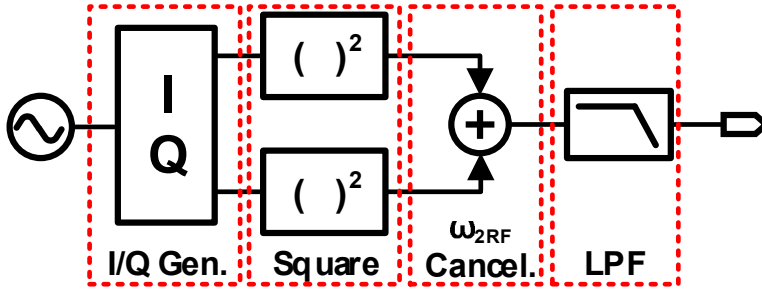 I
Q
( )²
( )²
+
ω2RF
I/Q Gen.
Square
Cancel.
LPF